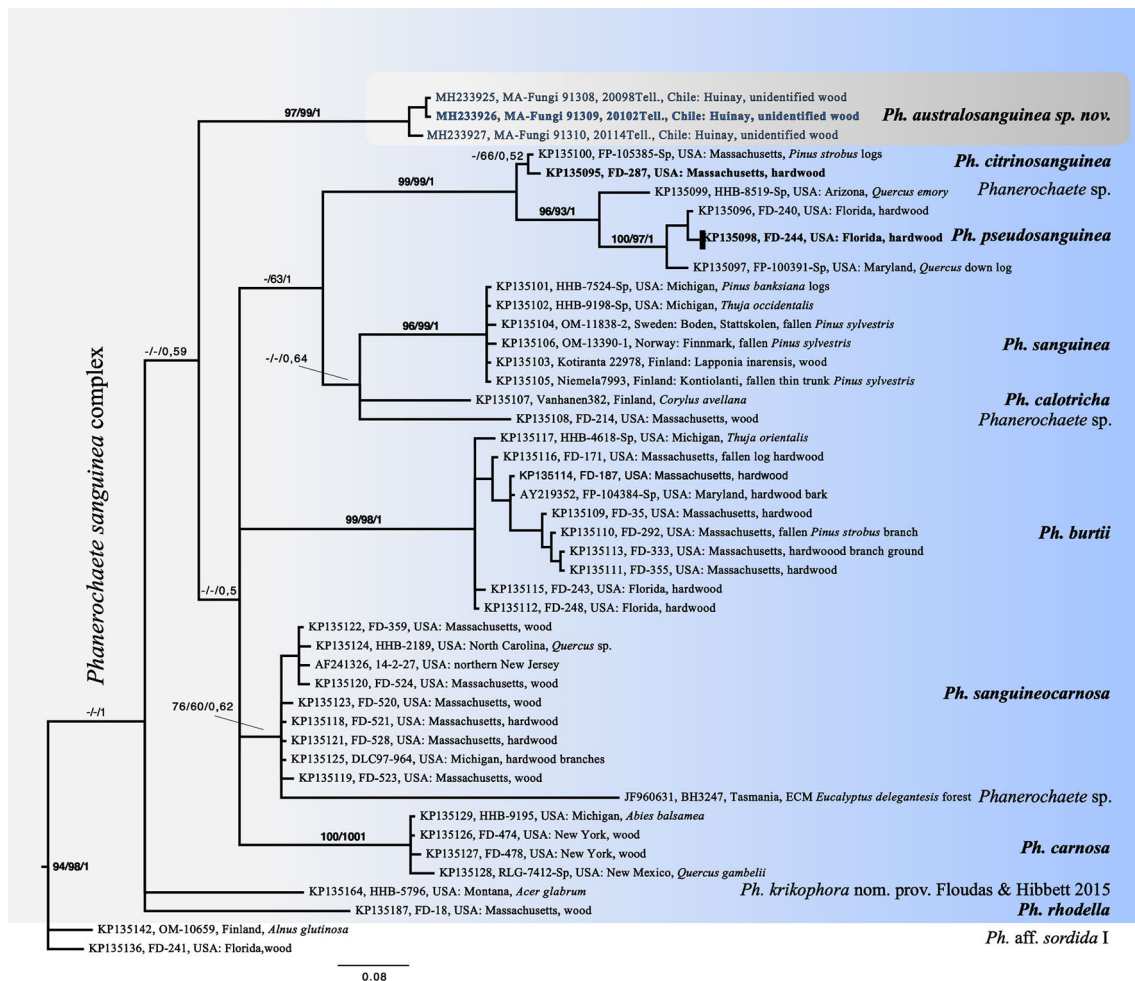 MH233925, MA-Fungi 91308, 20098Tell., Chile: Huinay, unidentified wood
97/99/1
MH233926, MA-Fungi 91309, 20102Tell., Chile: Huinay, unidentified wood
Ph. australosanguinea sp. nov.
MH233927, MA-Fungi 91310, 20114Tell., Chile: Huinay, unidentified wood
-/66/0,52
KP135100, FP-105385-Sp, USA: Massachusetts, Pinus strobus logs
Ph. citrinosanguinea
KP135095, FD-287, USA: Massachusetts, hardwood
99/99/1
KP135099, HHB-8519-Sp, USA: Arizona, Quercus emory
Phanerochaete sp.
96/93/1
KP135096, FD-240, USA: Florida, hardwood
100/97/1
KP135098, FD-244, USA: Florida, hardwood
Ph. pseudosanguinea
KP135097, FP-100391-Sp, USA: Maryland, Quercus down log
-/63/1
KP135101, HHB-7524-Sp, USA: Michigan, Pinus banksiana logs
KP135102, HHB-9198-Sp, USA: Michigan, Thuja occidentalis
96/99/1
KP135104, OM-11838-2, Sweden: Boden, Stattskolen, fallen Pinus sylvestris
KP135106, OM-13390-1, Norway: Finnmark, fallen Pinus sylvestris
Ph. sanguinea
-/-/0,59
-/-/0,64
KP135103, Kotiranta 22978, Finland: Lapponia inarensis, wood
KP135105, Niemela7993, Finland: Kontiolanti, fallen thin trunk Pinus sylvestris
KP135107, Vanhanen382, Finland, Corylus avellana
Ph. calotricha
KP135108, FD-214, USA: Massachusetts, wood
Phanerochaete sp.
Phanerochaete sanguinea complex
KP135117, HHB-4618-Sp, USA: Michigan, Thuja orientalis
KP135116, FD-171, USA: Massachusetts, fallen log hardwood
KP135114, FD-187, USA: Massachusetts, hardwood
AY219352, FP-104384-Sp, USA: Maryland, hardwood bark
KP135109, FD-35, USA: Massachusetts, hardwood
99/98/1
KP135110, FD-292, USA: Massachusetts, fallen Pinus strobus branch
Ph. burtii
KP135113, FD-333, USA: Massachusetts, hardwoood branch ground
KP135111, FD-355, USA: Massachusetts, hardwood
-/-/0,5
KP135115, FD-243, USA: Florida, hardwood
KP135112, FD-248, USA: Florida, hardwood
KP135122, FD-359, USA: Massachusetts, wood
KP135124, HHB-2189, USA: North Carolina, Quercus sp.
AF241326, 14-2-27, USA: northern New Jersey
KP135120, FD-524, USA: Massachusetts, wood
Ph. sanguineocarnosa
76/60/0,62
KP135123, FD-520, USA: Massachusetts, wood
-/-/1
KP135118, FD-521, USA: Massachusetts, hardwood
KP135121, FD-528, USA: Massachusetts, hardwood
KP135125, DLC97-964, USA: Michigan, hardwood branches
KP135119, FD-523, USA: Massachusetts, wood
JF960631, BH3247, Tasmania, ECM Eucalyptus delegantesis forest
Phanerochaete sp.
KP135129, HHB-9195, USA: Michigan, Abies balsamea
100/1001
KP135126, FD-474, USA: New York, wood
KP135127, FD-478, USA: New York, wood
Ph. carnosa
94/98/1
KP135128, RLG-7412-Sp, USA: New Mexico, Quercus gambelii
KP135164, HHB-5796, USA: Montana, Acer glabrum
Ph. krikophora nom. prov. Floudas & Hibbett 2015
KP135187, FD-18, USA: Massachusetts, wood
Ph. rhodella
KP135142, OM-10659, Finland, Alnus glutinosa
Ph. aff. sordida I
KP135136, FD-241, USA: Florida,wood
0.08